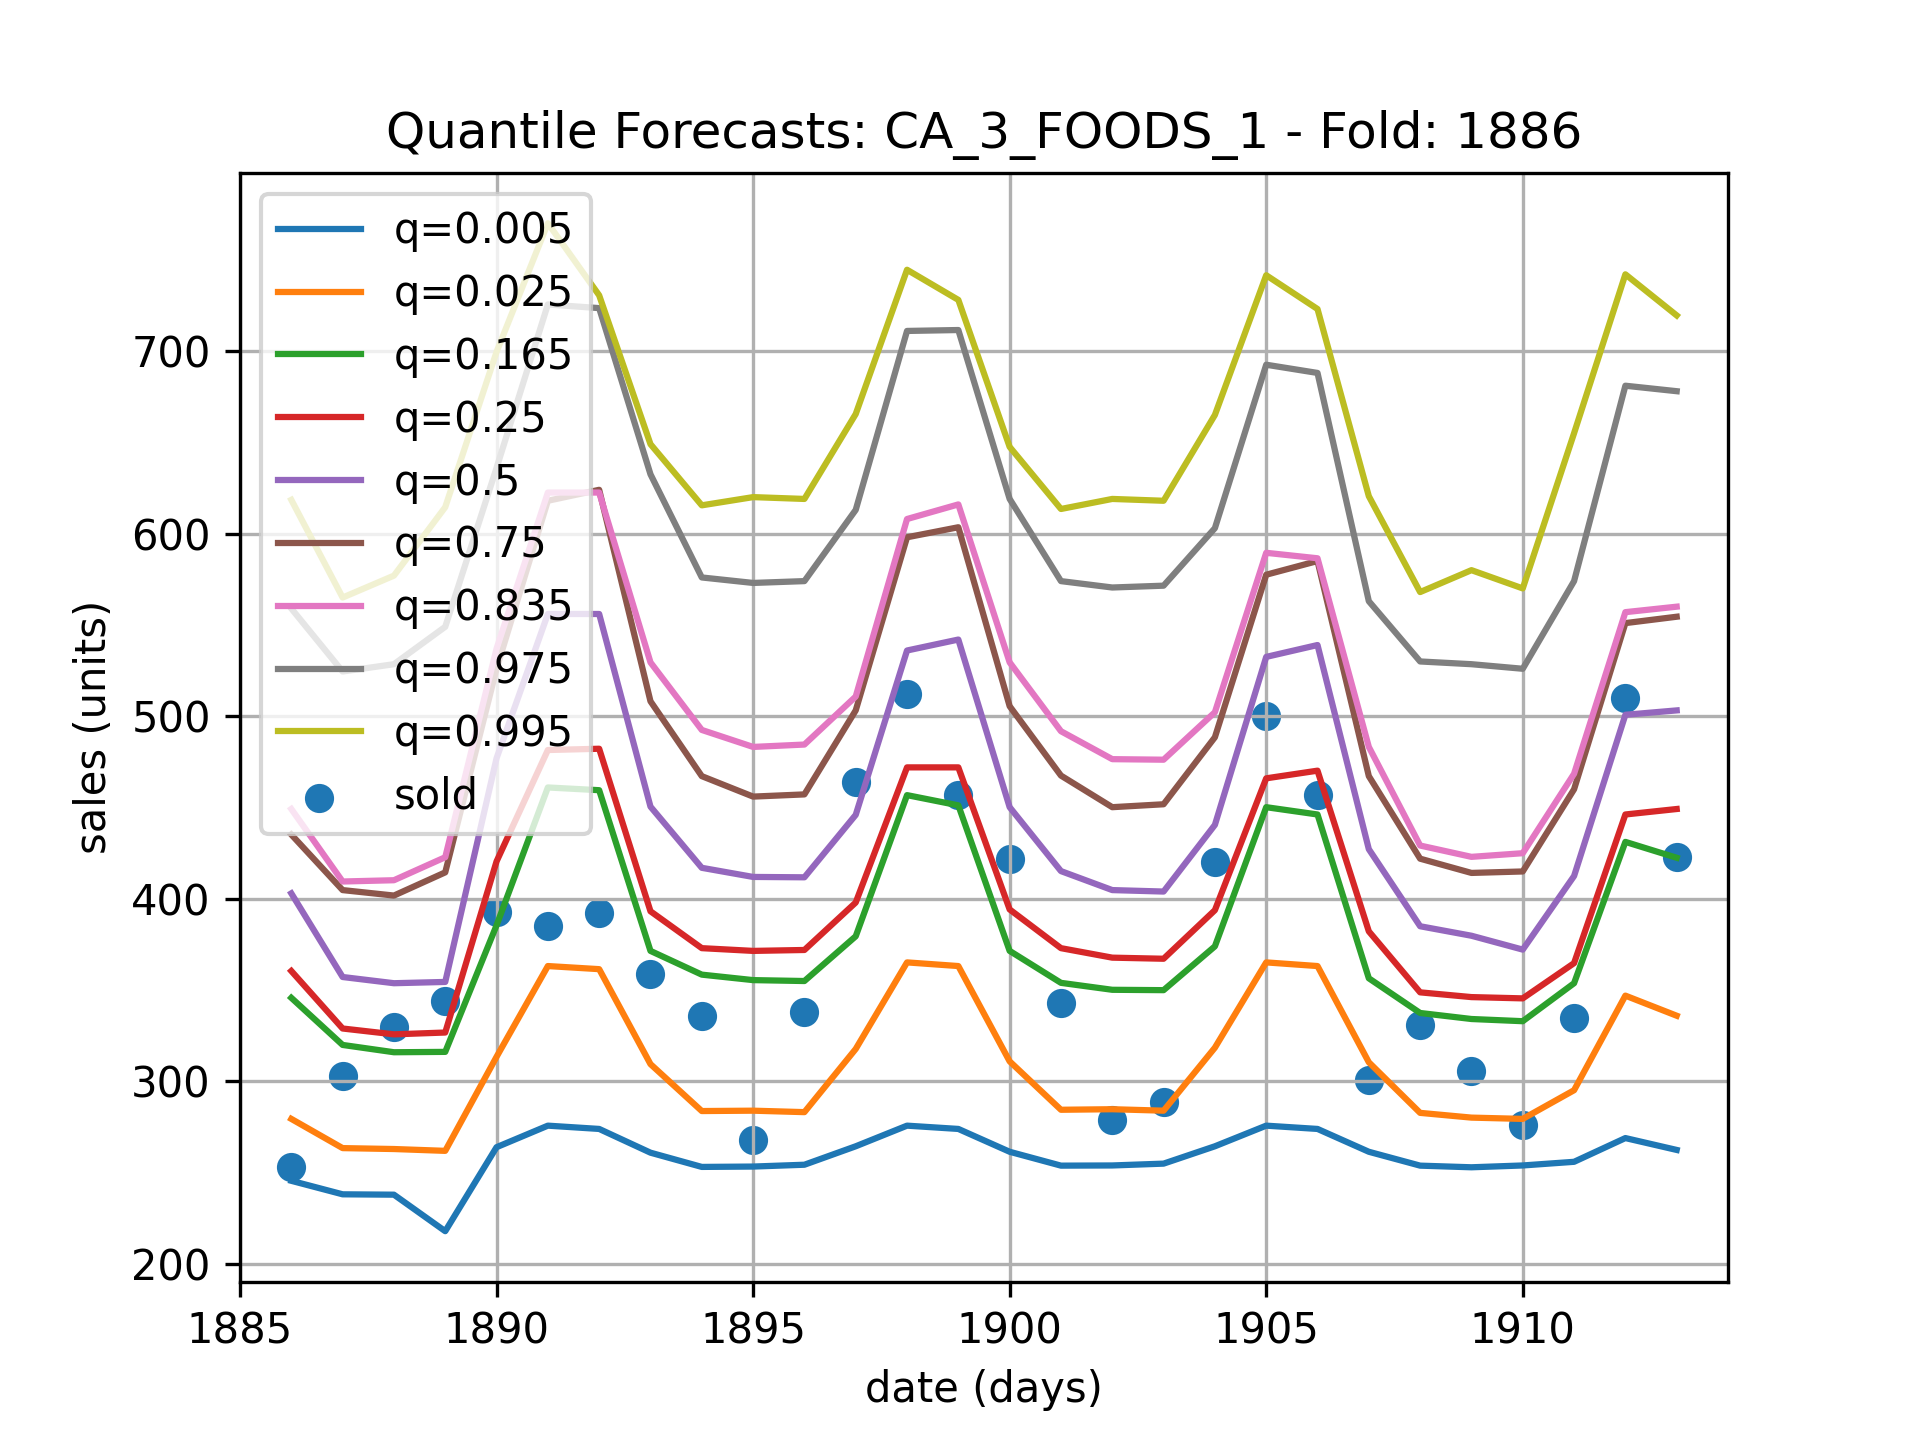 Quantile Forecasts: CA_3_FOODS_1 - Fold: 1886
q=0.005
q=0.025
q=0.165
q=0.25
q=0.5
q=0.75
q=0.835
q=0.975
q=0.995
sold
sales (units)
700
600
500
400
300
200
1885 1890 1895 1900 1905 1910
date (days)